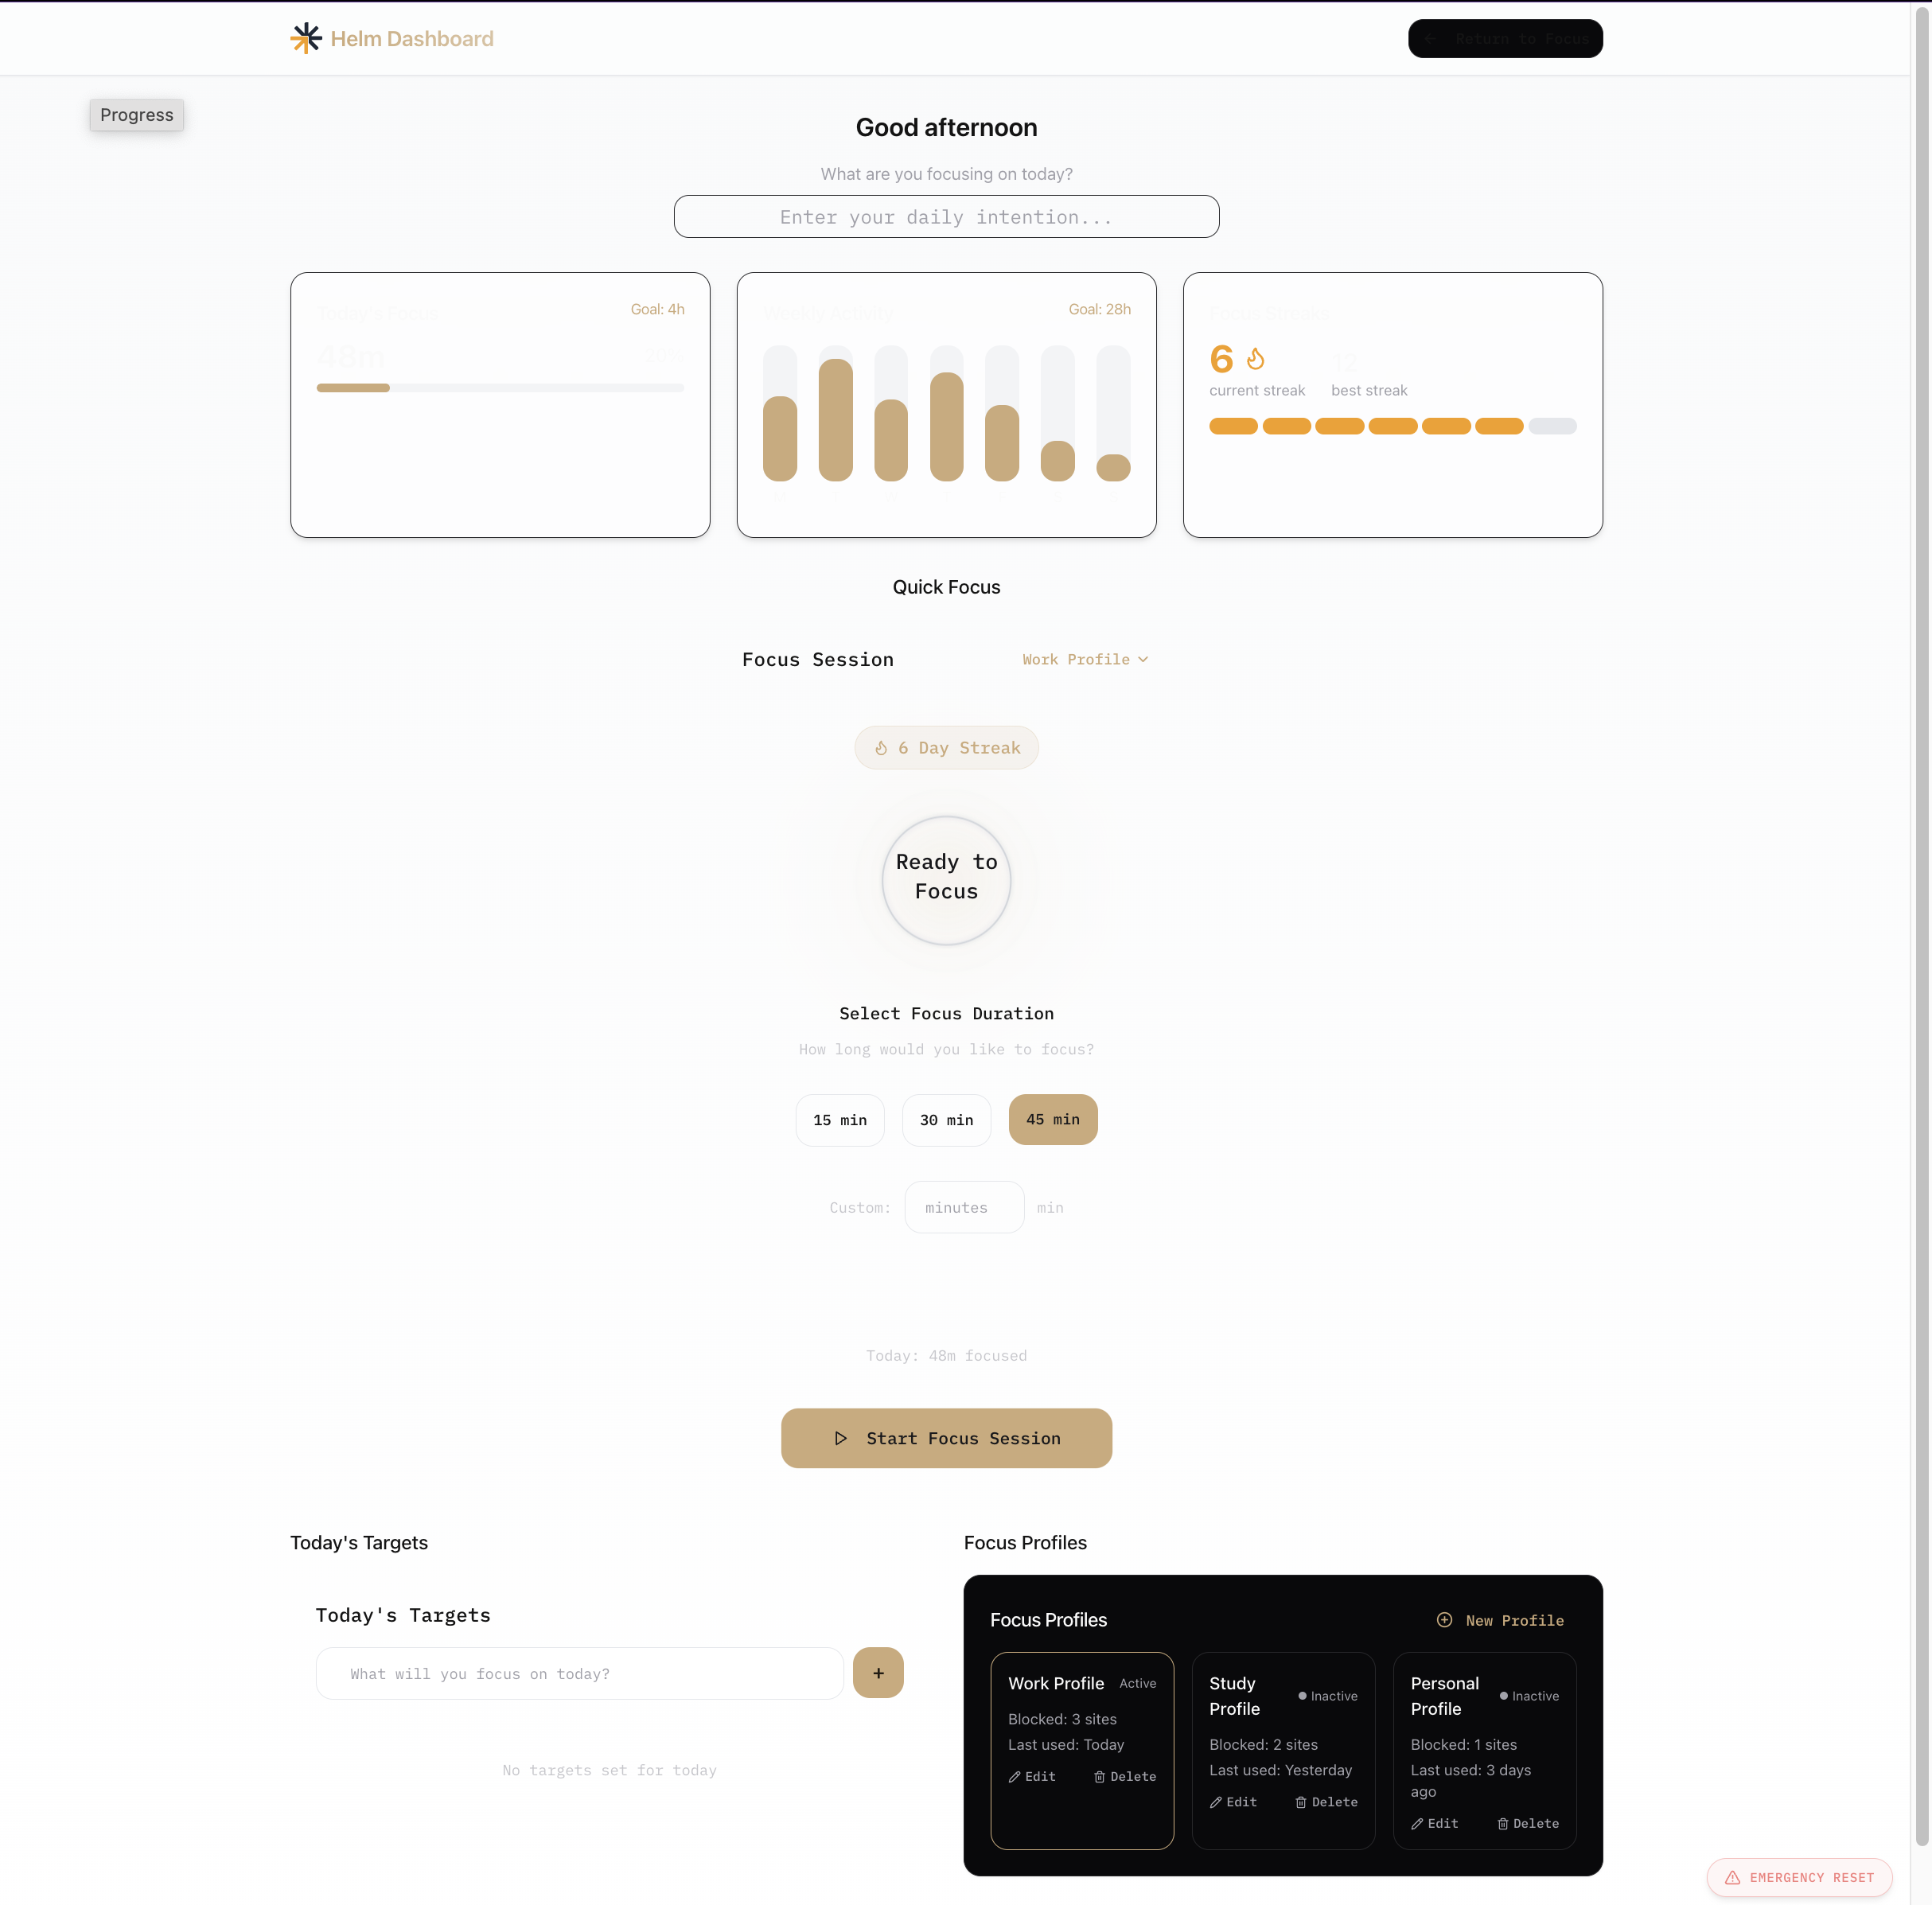 Helm Dashboard
Return to Focus
Progress
Good afternoon
What are you focusing on today?
Enter your daily intention...
Today's Focus
Goal: 4h
48m
Weekly Activity
Goal: 28h
Focus Streak
6
12
current streak
best streak
Quick Focus
Focus Session
Work Profile
6 Day Streak
Ready to
Focus
Select Focus Duration
How long would you like to focus?
15 min
30 min
45 min
Custom:
minutes
min
Today: 48m focused
Start Focus Session
Today's Targets
Today's Targets
What will you focus on today?
+
No targets set for today
Focus Profiles
Focus Profiles
New Profile
Work Profile
Active
Blocked: 3 sites
Last used: Today
Edit
Delete
Study
Profile
Inactive
Blocked: 2 sites
Last used: Yesterday
Edit
Delete
Personal
Profile
Inactive
Blocked: 1 sites
Last used: 3 days
ago
Edit
Delete
EMERGENCY RESET